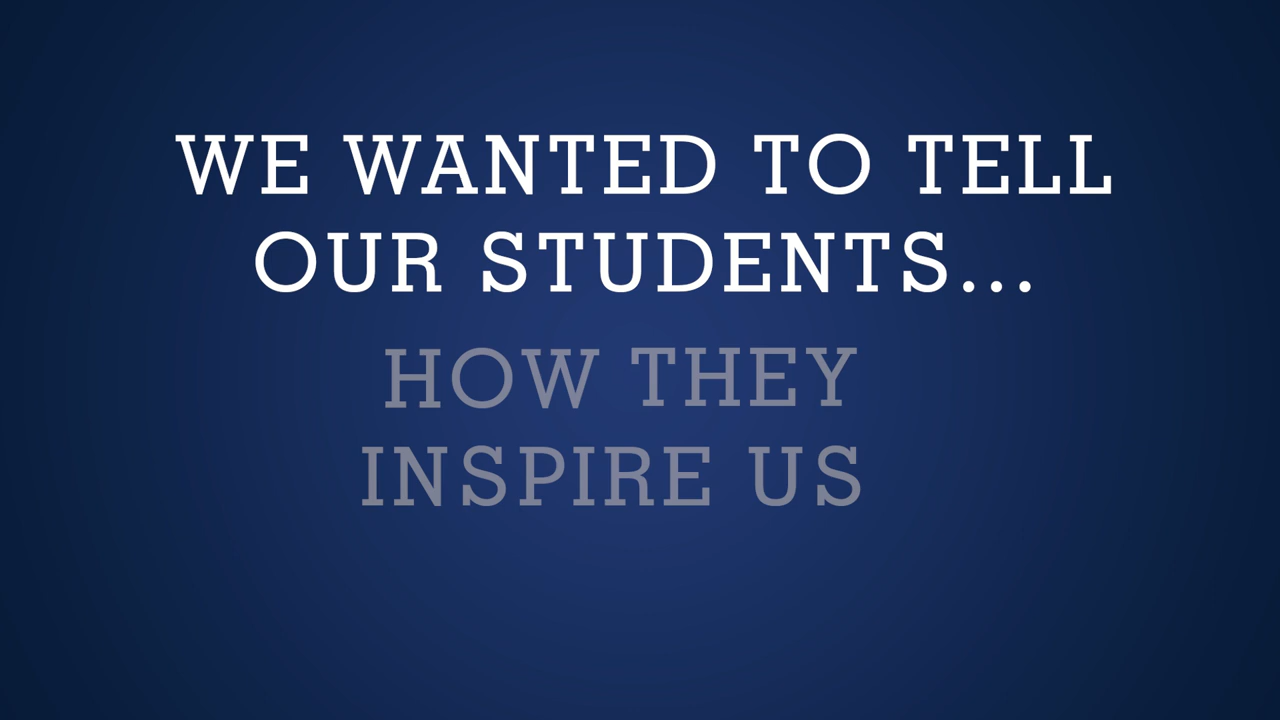 WE WANTED TO TELL
OUR STUDENTS...
HOW THEY
INSPIRE US